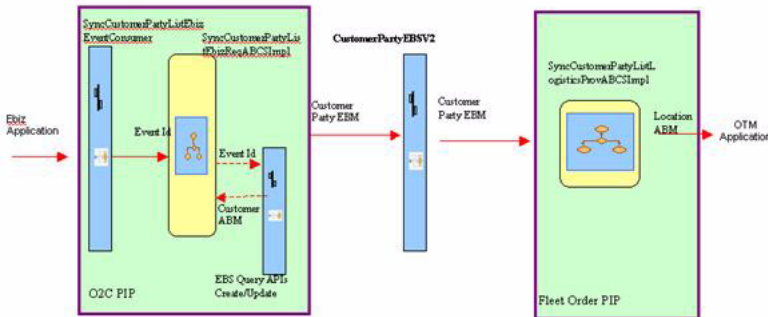 SyncCustomerPartyListEbiz
EventConsumer
SyncCustomerPartyLis
tEbizReqABCSImpl
CustomerPartyEBSV2
SyncCustomerPartyListL
ogisticsProvABCSImpl
Ebiz
Application
Event Id
Event Id
Customer
ABM
Customer
Party EBM
Customer
Party EBM
Location
ABM
OTM
Application
EBS Query APIs
Create/Update
O2C PIP
Fleet Order PIP